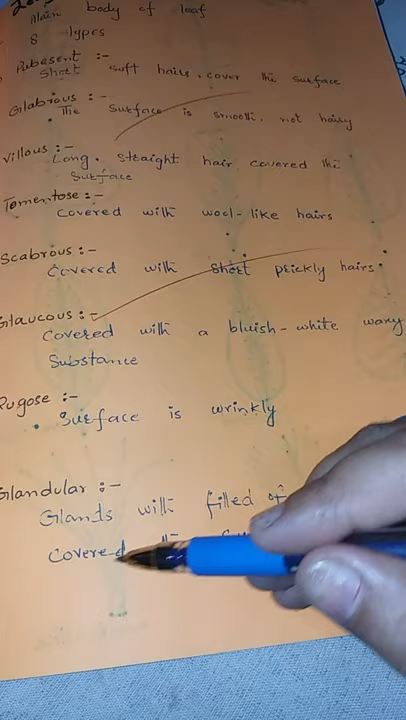 Main body of leaf
8 types
Pubesent :-
Short soft hairs, cover the surface
Glabrous :-
The surface is smooth, not hairy
Villous :-
Long, straight hair covered the
surface
Tomentose :-
Covered with wool-like hairs
Scabrous :-
Covered with short prickly hairs
Glaucous :-
Covered with a bluish-white waxy
substance
Rugose :-
Surface is wrinkly
Glandular :-
Glands with filled of
Covered